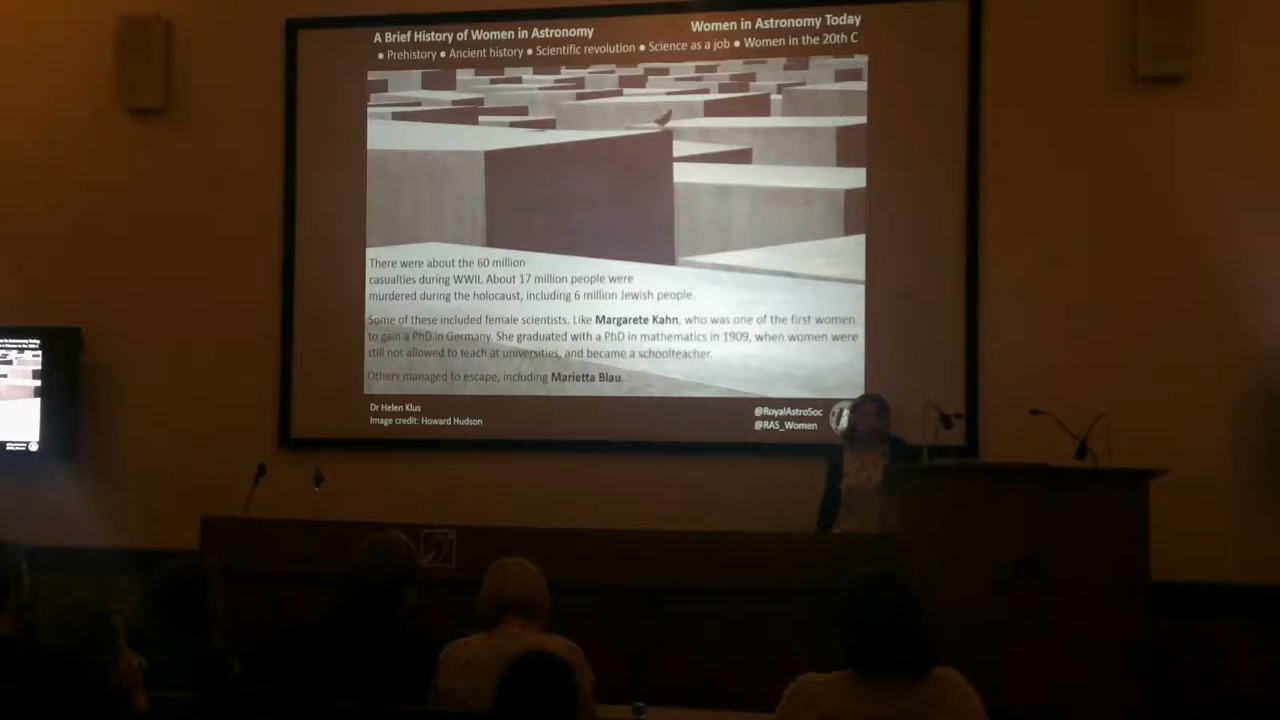 A Brief History of Women in Astronomy
Women in Astronomy Today
● Prehistory ● Ancient history ● Scientific revolution ● Science as a job ● Women in the 20th C
There were about the 60 million
casualties during WWII. About 17 million people were
murdered during the holocaust, including 6 million Jewish people.
Some of these included female scientists. Like Margarete Kahn, who was one of the first women
to gain a PhD in Germany. She graduated with a PhD in mathematics in 1909, when women were
still not allowed to teach at universities, and became a schoolteacher.
Others managed to escape, including Marietta Blau.
Dr Helen Klus
Image credit: Howard Hudson
@RoyalAstroSoc
@RAS_Women